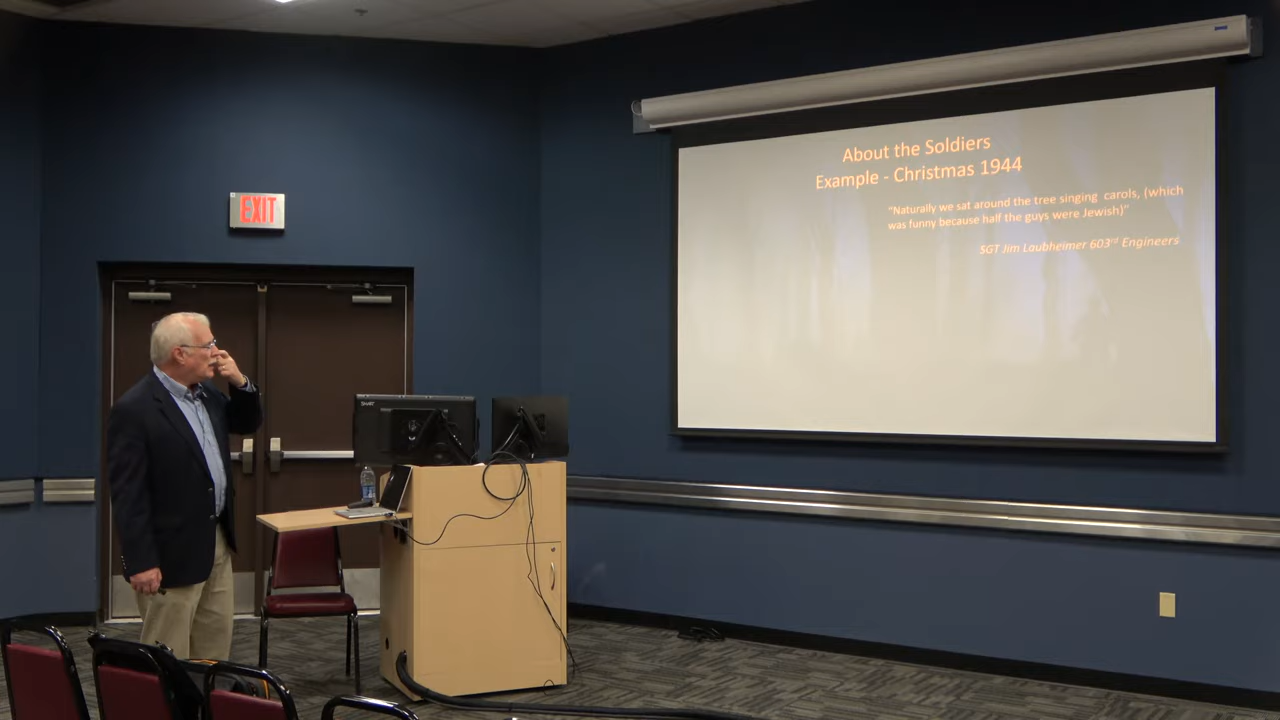 About the Soldiers
Example - Christmas 1944
"Naturally we sat around the tree singing carols, (which
was funny because half the guys were Jewish)"
SGT Jim Laubheimer 603rd Engineers
EXIT
SMART